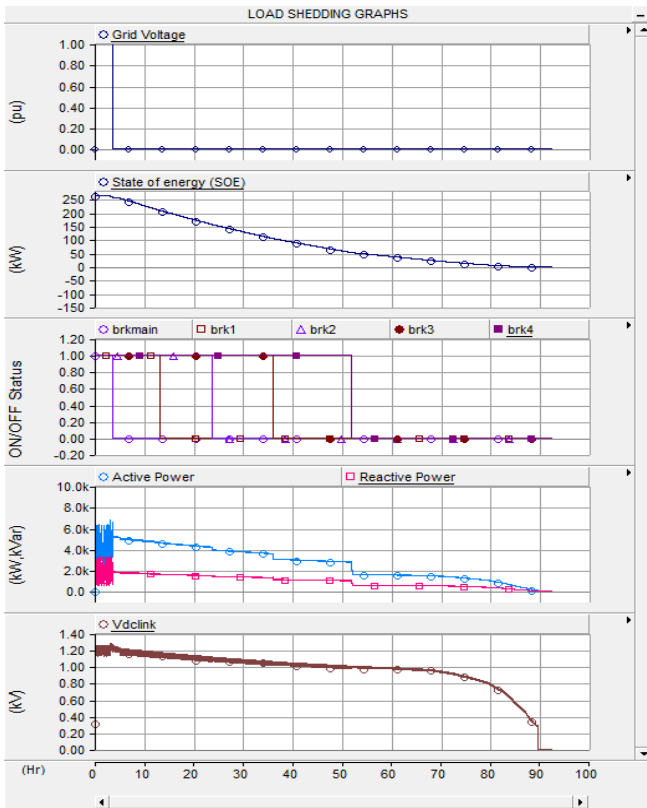 LOAD SHEDDING GRAPHS
Grid Voltage
(pu)
1.00
0.80
0.60
0.40
0.20
0.00
State of energy (SOE)
(kW)
250
200
150
100
50
0
-50
-100
-150
brkmain brk1 brk2 brk3 brk4
ON/OFF Status
1.20
1.00
0.80
0.60
0.40
0.20
0.00
-0.20
Active Power Reactive Power
(kW,kVar)
10.0k
8.0k
6.0k
4.0k
2.0k
0.0
Vdclink
(kV)
1.40
1.20
1.00
0.80
0.60
0.40
0.20
0.00
(Hr) 0 10 20 30 40 50 60 70 80 90 100